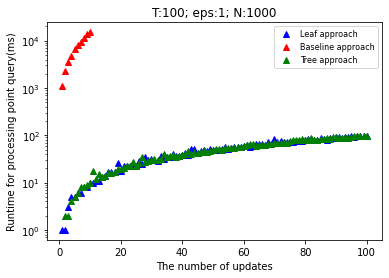 T:100; eps:1; N:1000
Leaf approach
Baseline approach
Tree approach
Runtime for processing point query(ms)
10⁴
10³
10²
10¹
10⁰
0 20 40 60 80 100
The number of updates